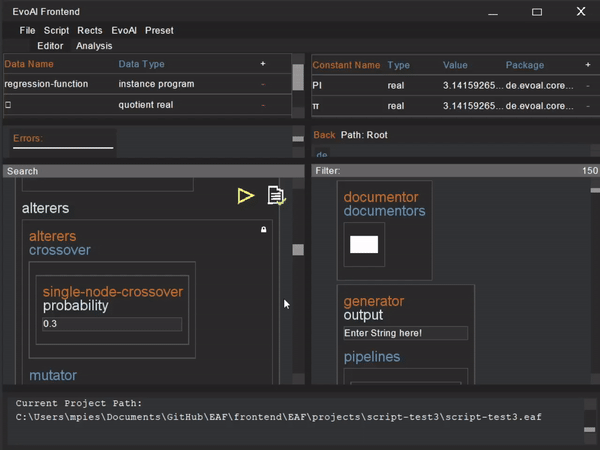 EvoAI Frontend
File Script Rects EvoAI Preset
Editor Analysis
Data Name Data Type +
regression-function instance program -
quotient real -
Constant Name Type Value Package +
PI real 3.14159265... de.evoal.core... -
π real 3.14159265... de.evoal.core... -
Errors:
Back Path: Root
de
Search
Filter: 150
alterers
alterers
crossover
single-node-crossover
probability
0.3
mutator
documentor
documentors
generator
output
Enter String here!
pipelines
Current Project Path:
C:\Users\mpies\Documents\GitHub\EAF\frontend\EAF\projects\script-test3\script-test3.eaf